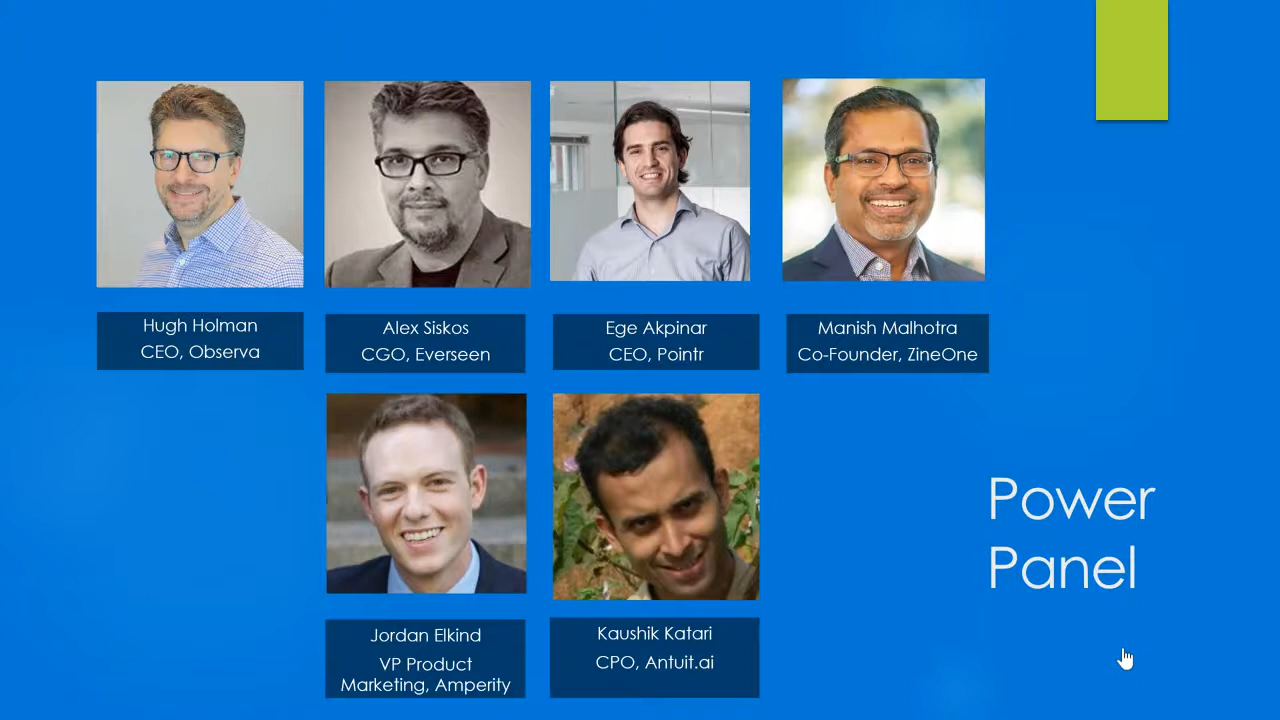 Hugh Holman
CEO, Observa
Alex Siskos
CGO, Everseen
Ege Akpinar
CEO, Pointr
Manish Malhotra
Co-Founder, ZineOne
Jordan Elkind
VP Product
Marketing, Amperity
Kaushik Katari
CPO, Antuit.ai
Power
Panel